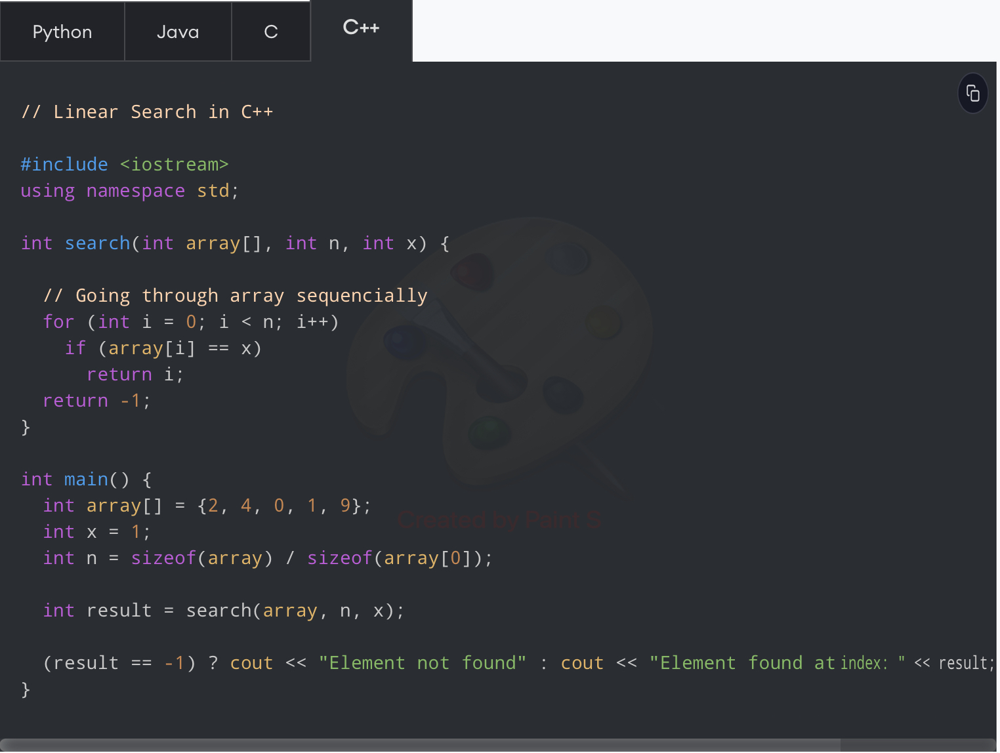 Python Java C C++
// Linear Search in C++
#include <iostream>
using namespace std;
int search(int array[], int n, int x) {
// Going through array sequencially
for (int i = 0; i < n; i++)
if (array[i] == x)
return i;
return -1;
}
int main() {
int array[] = {2, 4, 0, 1, 9};
int x = 1;
int n = sizeof(array) / sizeof(array[0]);
Created by Paint S
int result = search(array, n, x);
(result == -1) ? cout << "Element not found" : cout << "Element found at index: " << result;
}